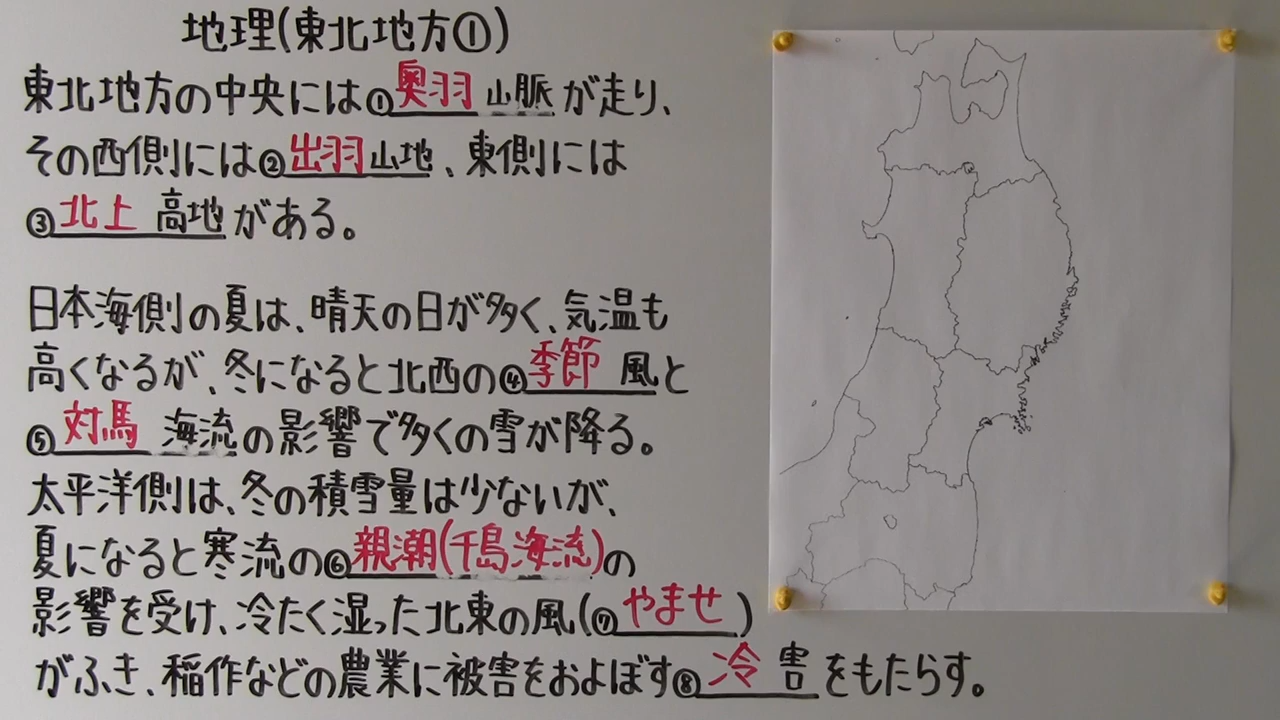 地理(東北地方①)
東北地方の中央には①奥羽山脈が走り、
その西側には②出羽山地、東側には
③北上高地がある。
日本海側の夏は、晴天の日が多く、気温も
高くなるが、冬になると北西の④季節風と
⑤対馬海流の影響で多くの雪が降る。
太平洋側は、冬の積雪量は少ないが、
夏になると寒流の⑥親潮(千島海流)の
影響を受け、冷たく湿った北東の風(⑦やませ)
がふき、稲作などの農業に被害をおよぼす⑧冷害をもたらす。